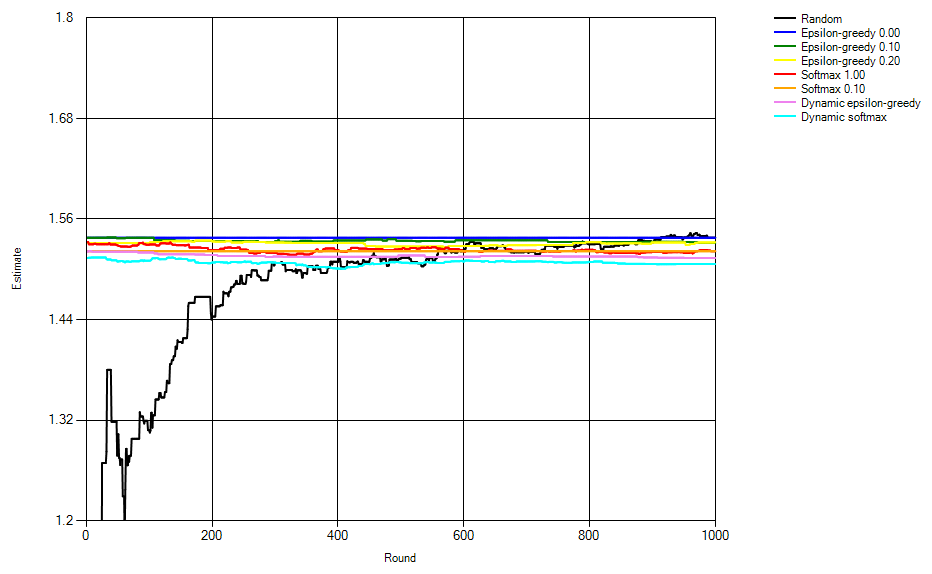 1.8
1.68
1.56
1.44
1.32
1.2
Estimate
0
200
400
600
800
1000
Round
Random
Epsilon-greedy 0.00
Epsilon-greedy 0.10
Epsilon-greedy 0.20
Softmax 1.00
Softmax 0.10
Dynamic epsilon-greedy
Dynamic softmax